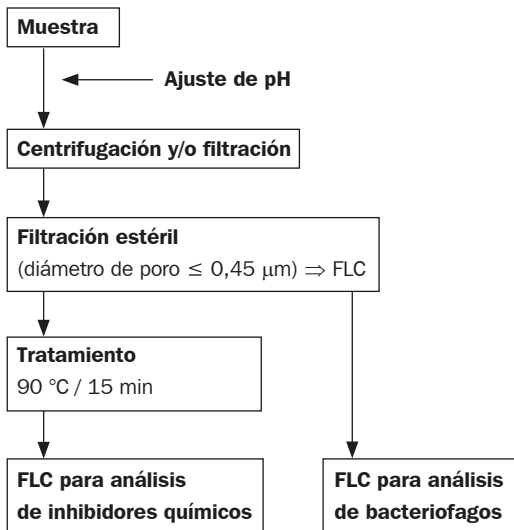 Muestra
Ajuste de pH
Centrifugación y/o filtración
Filtración estéril
(diámetro de poro ≤ 0,45 μm) ⇒ FLC
Tratamiento
90 °C / 15 min
FLC para análisis
de inhibidores químicos
FLC para análisis
de bacteriofagos